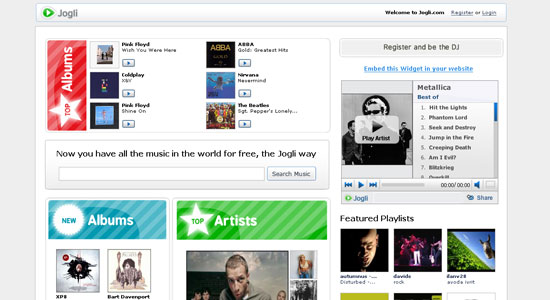 Jogli
Welcome to Jogli.com Register or Login
TOP Albums
Pink Floyd
Wish You Were Here
ABBA
Gold: Greatest Hits
Coldplay
X&Y
Nirvana
Nevermind
Pink Floyd
Shine On
The Beatles
Sgt. Pepper's Lonely...
Register and be the DJ
Embed this Widget in your website
Metallica
Best of
1. Hit the Lights
2. Phantom Lord
3. Seek and Destroy
4. Jump in the Fire
5. Creeping Death
6. Am I Evil?
7. Blitzkrieg
8. Overkill
Play Artist
00:00/ 00:00
Jogli
Share
Now you have all the music in the world for free, the Jogli way
Search Music
NEW Albums
TOP Artists
XP8
Bart Davenport
Featured Playlists
autumnus -...
Disturbed -...
davids
rock
ilanv28
avode ivrit